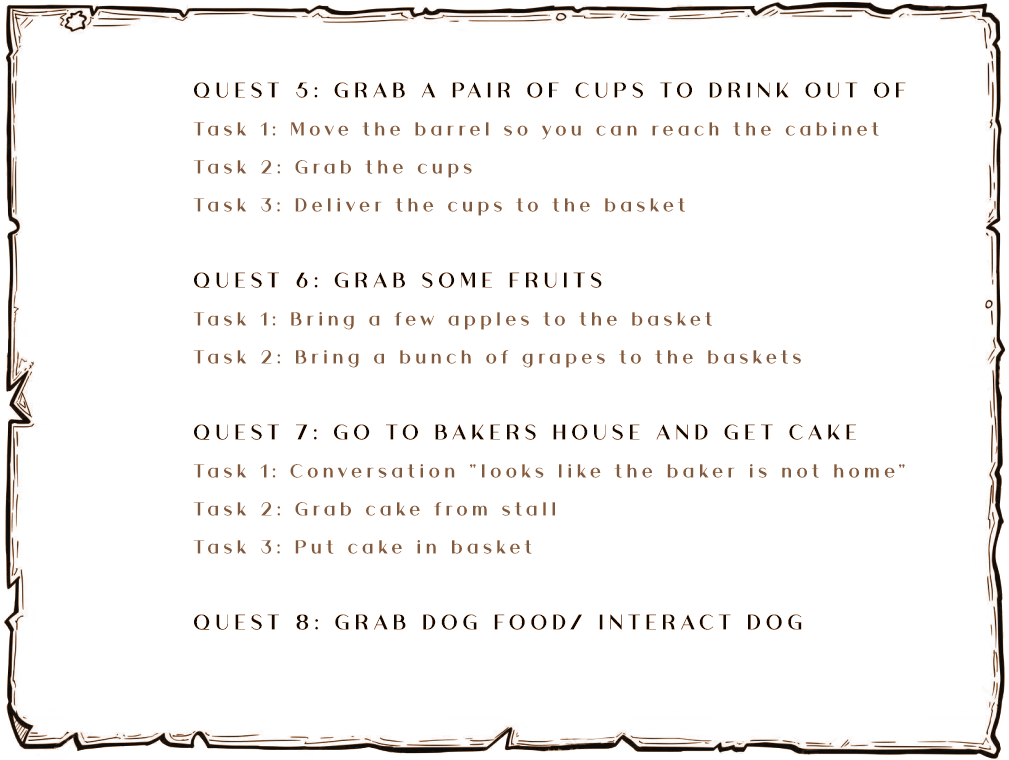 QUEST 5: GRAB A PAIR OF CUPS TO DRINK OUT OF
Task 1: Move the barrel so you can reach the cabinet
Task 2: Grab the cups
Task 3: Deliver the cups to the basket
QUEST 6: GRAB SOME FRUITS
Task 1: Bring a few apples to the basket
Task 2: Bring a bunch of grapes to the baskets
QUEST 7: GO TO BAKERS HOUSE AND GET CAKE
Task 1: Conversation "looks like the baker is not home"
Task 2: Grab cake from stall
Task 3: Put cake in basket
QUEST 8: GRAB DOG FOOD/ INTERACT DOG